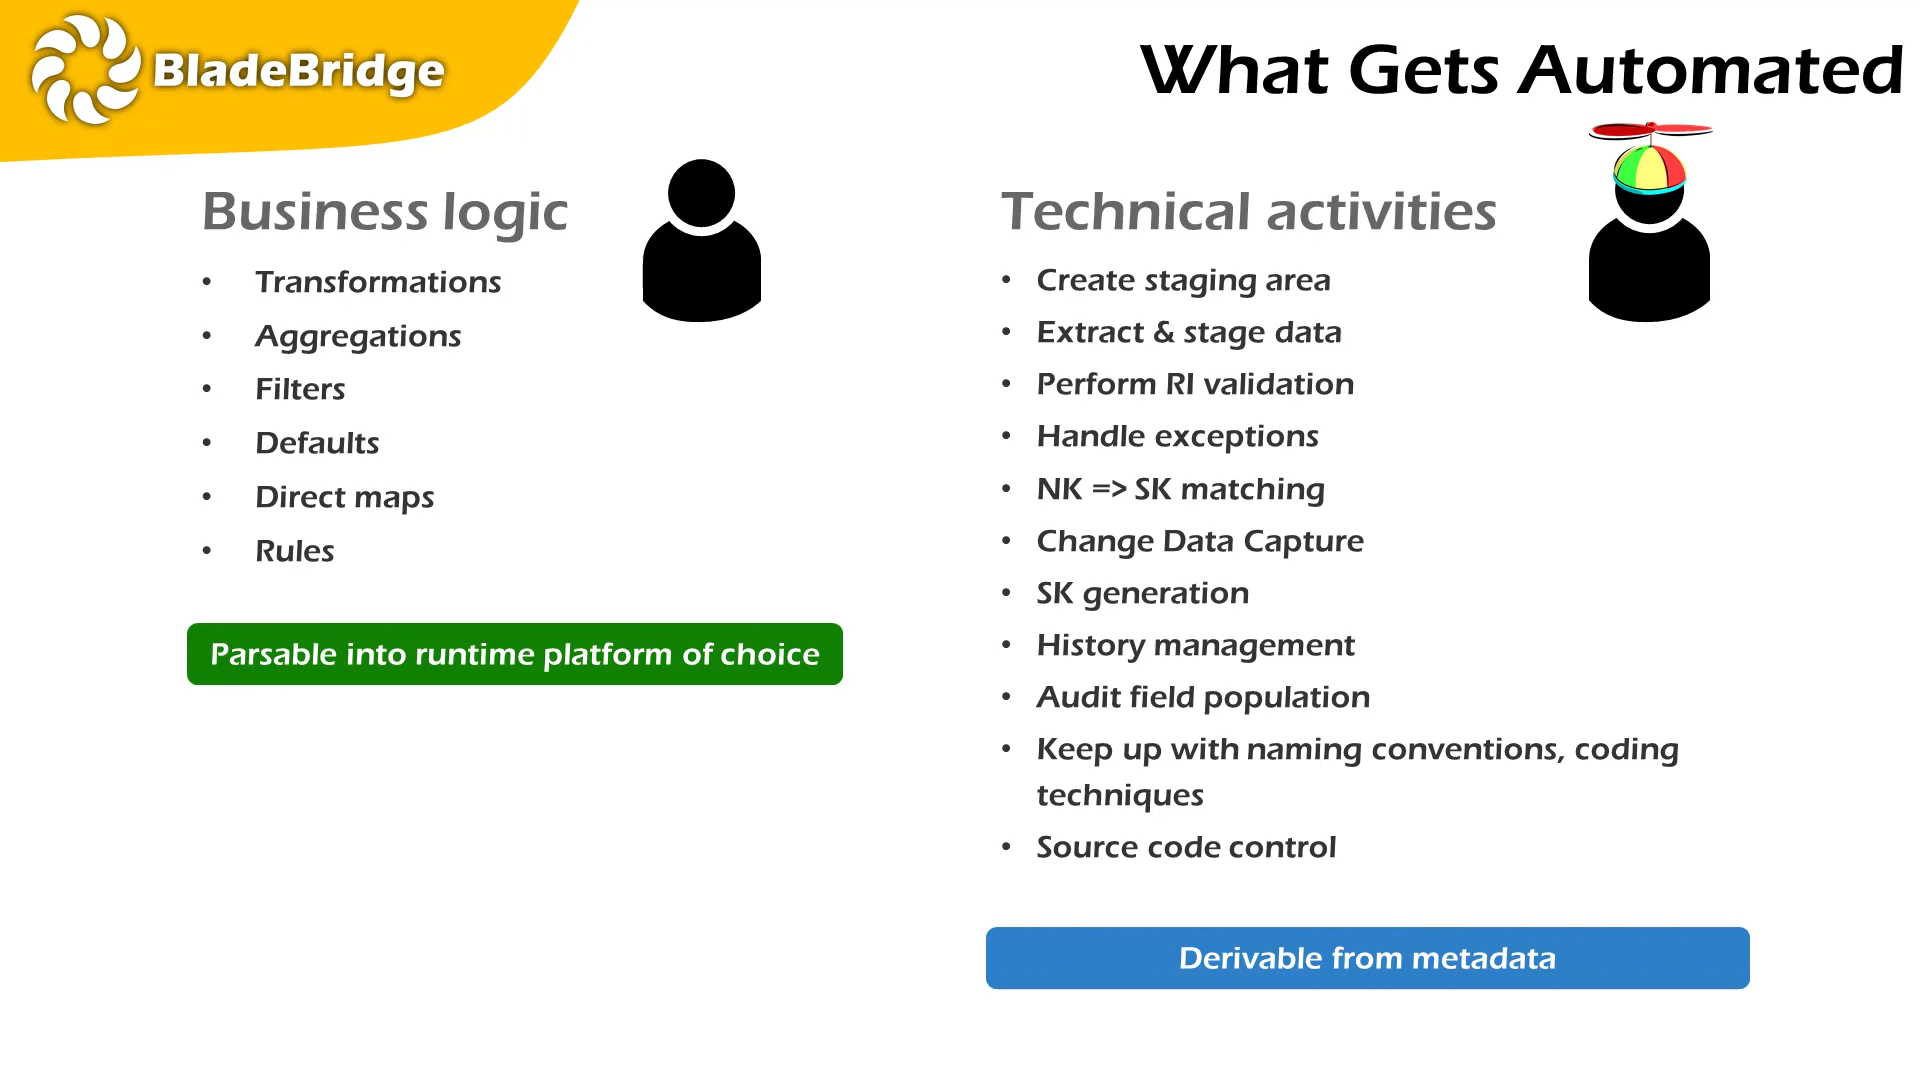 BladeBridge
What Gets Automated
Business logic
• Transformations
• Aggregations
• Filters
• Defaults
• Direct maps
• Rules
Parsable into runtime platform of choice
Technical activities
• Create staging area
• Extract & stage data
• Perform RI validation
• Handle exceptions
• NK => SK matching
• Change Data Capture
• SK generation
• History management
• Audit field population
• Keep up with naming conventions, coding
techniques
• Source code control
Derivable from metadata